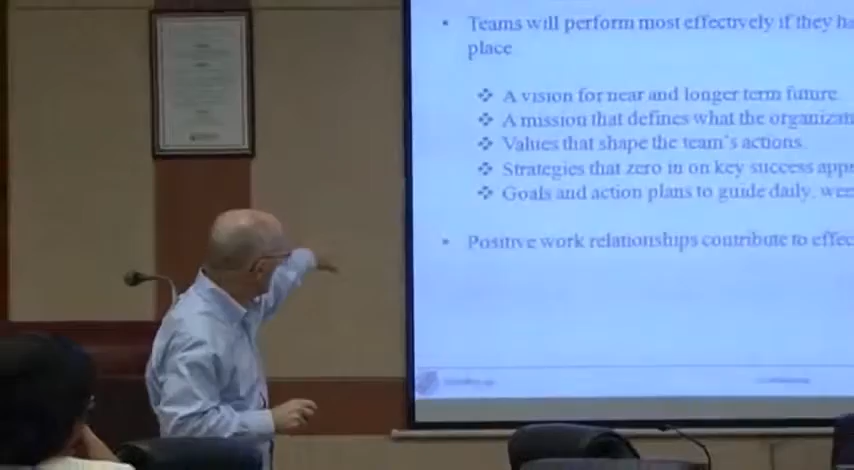 • Teams will perform most effectively if they ha
place
❖ A vision for near and longer term future
❖ A mission that defines what the organizat
❖ Values that shape the team's actions
❖ Strategies that zero in on key success appr
❖ Goals and action plans to guide daily, wee
• Positive work relationships contribute to effec